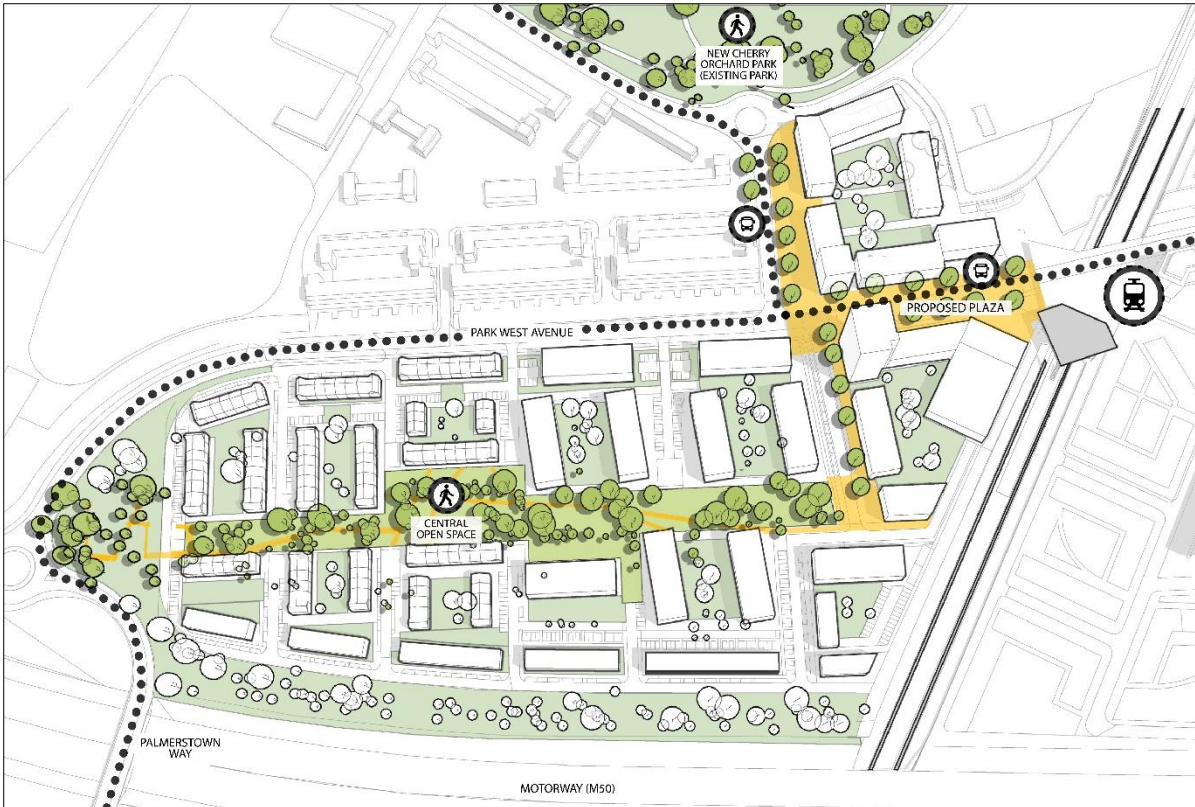 NEW CHERRY
ORCHARD PARK
(EXISTING PARK)
PROPOSED PLAZA
PARK WEST AVENUE
CENTRAL
OPEN SPACE
PALMERSTOWN
WAY
MOTORWAY (M50)